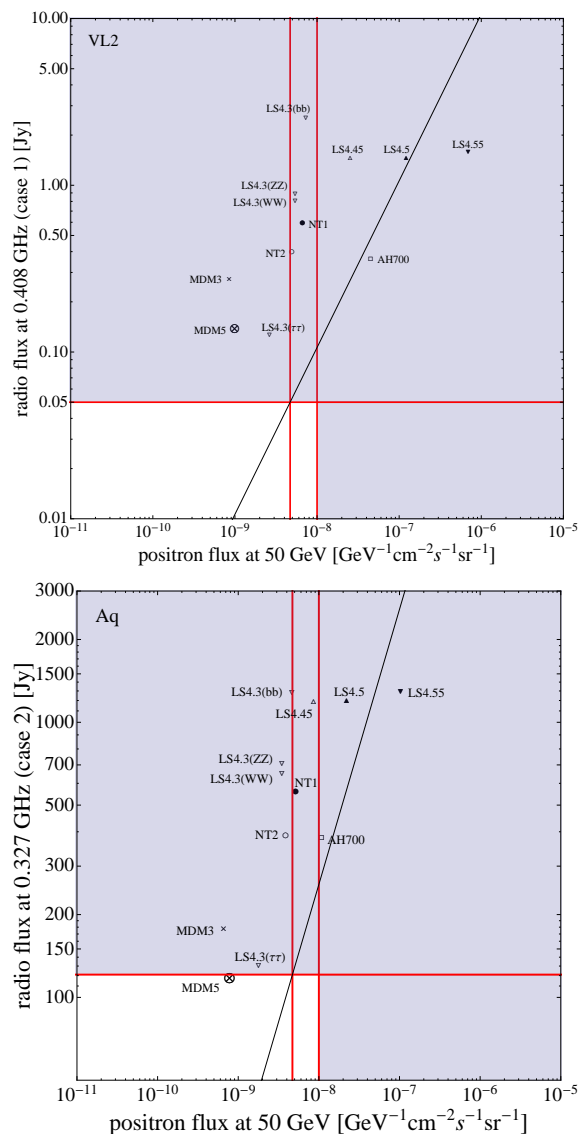 VL2
radio flux at 0.408 GHz (case 1) [Jy]
10.00
5.00
1.00
0.50
0.10
0.05
0.01
LS4.3(bb)
LS4.45
LS4.5
LS4.55
LS4.3(ZZ)
LS4.3(WW)
NT1
NT2
AH700
MDM3
MDM5
LS4.3(ττ)
10⁻¹¹ 10⁻¹⁰ 10⁻⁹ 10⁻⁸ 10⁻⁷ 10⁻⁶ 10⁻⁵
positron flux at 50 GeV [GeV⁻¹cm⁻²s⁻¹sr⁻¹]
Aq
radio flux at 0.327 GHz (case 2) [Jy]
3000
2000
1500
1000
700
500
300
200
150
100
LS4.3(bb)
LS4.45
LS4.5
LS4.55
LS4.3(ZZ)
LS4.3(WW)
NT1
NT2
AH700
MDM3
LS4.3(ττ)
MDM5
10⁻¹¹ 10⁻¹⁰ 10⁻⁹ 10⁻⁸ 10⁻⁷ 10⁻⁶ 10⁻⁵
positron flux at 50 GeV [GeV⁻¹cm⁻²s⁻¹sr⁻¹]